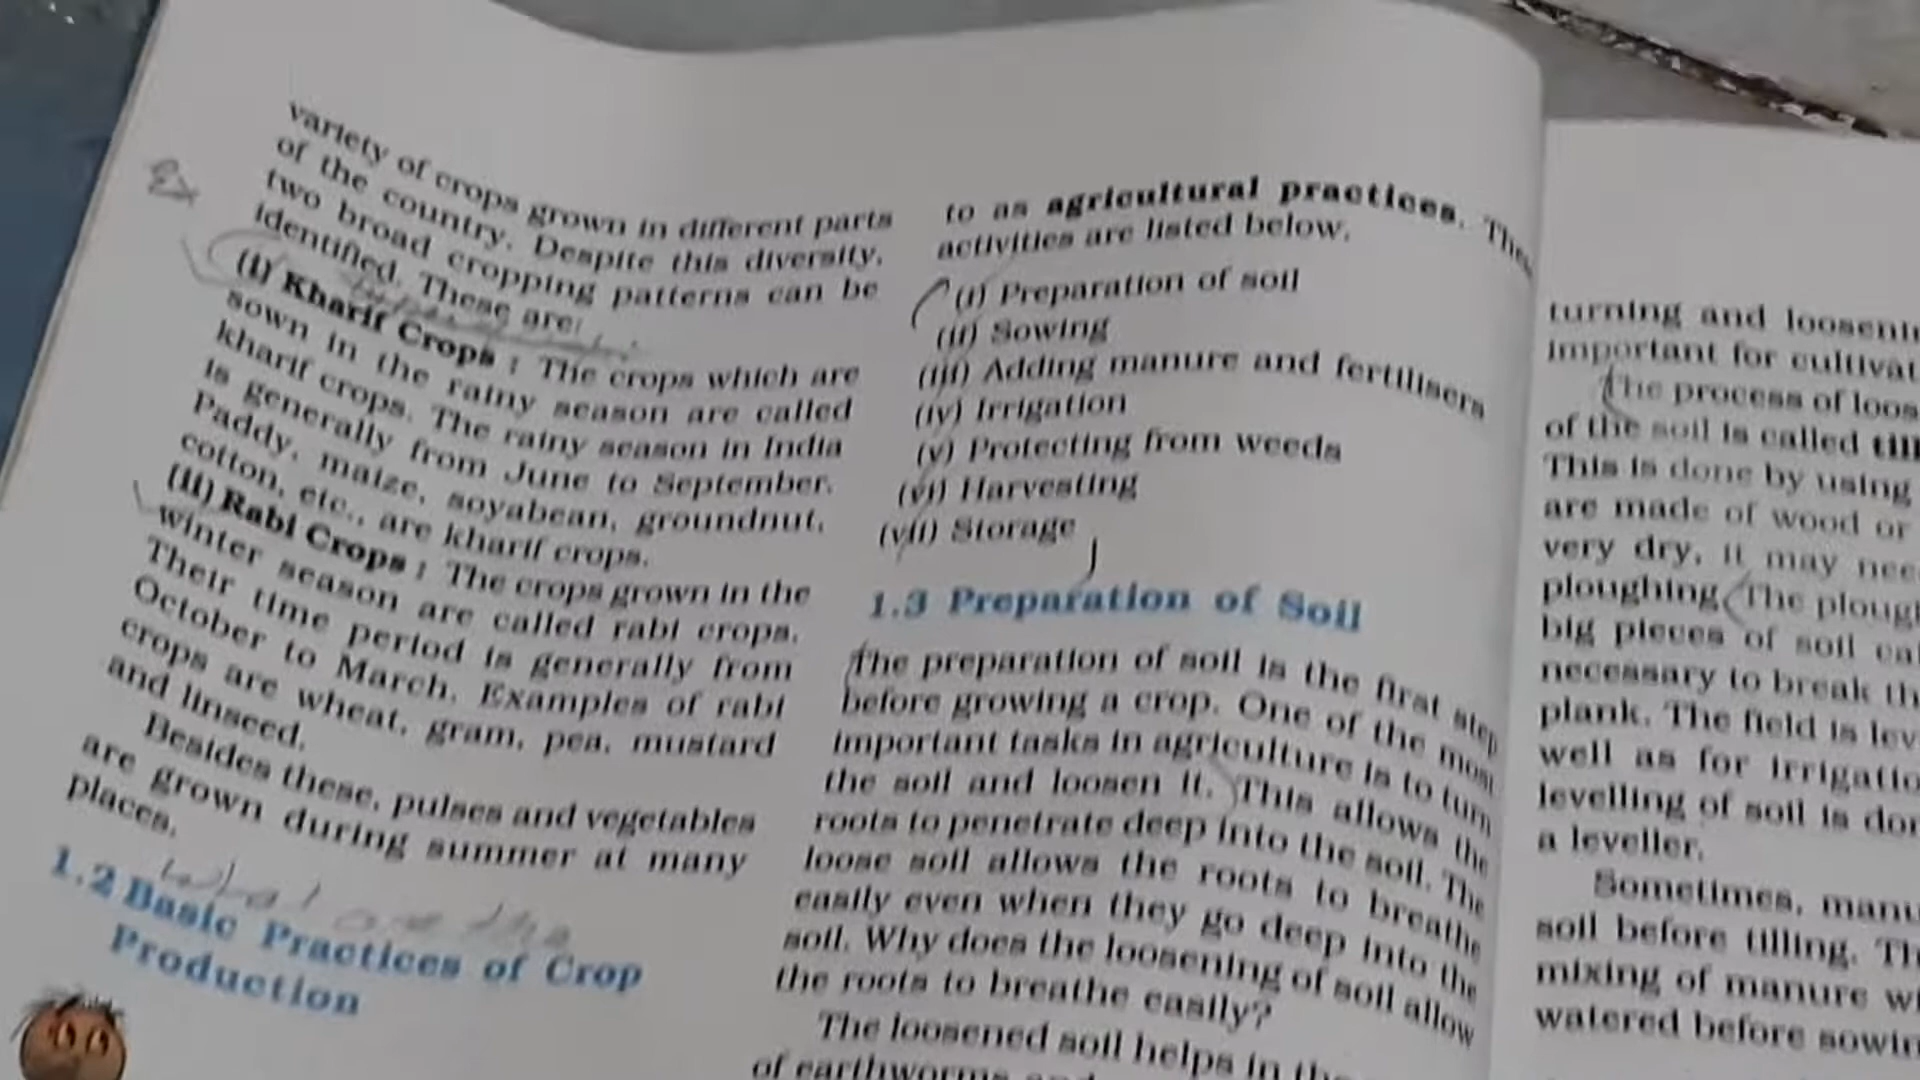 variety of crops grown in different parts
of the country. Despite this diversity,
two broad cropping patterns can be
identified. These are:
Ex
(i) Kharif Crops : The crops which are
sown in the rainy season are called
kharif crops. The rainy season in India
is generally from June to September.
Paddy, maize, soyabean, groundnut,
cotton, etc., are kharif crops.
(ii) Rabi Crops : The crops grown in the
winter season are called rabi crops.
Their time period is generally from
October to March. Examples of rabi
crops are wheat, gram, pea, mustard
and linseed.
Besides these, pulses and vegetables
are grown during summer at many
places.
what are the
1.2 Basic Practices of Crop
Production
to as agricultural practices. These
activities are listed below.
(i) Preparation of soil
(ii) Sowing
(iii) Adding manure and fertilisers
(iv) Irrigation
(v) Protecting from weeds
(vi) Harvesting
(vii) Storage
1.3 Preparation of Soil
The preparation of soil is the first step
before growing a crop. One of the most
important tasks in agriculture is to turn
the soil and loosen it. This allows the
roots to penetrate deep into the soil. The
loose soil allows the roots to breathe
easily even when they go deep into the
soil. Why does the loosening of soil allow
the roots to breathe easily?
The loosened soil helps in the
of earthworms and
turning and loosenin
important for cultivat
The process of loos
of the soil is called till
This is done by using
are made of wood or
very dry, it may nee
ploughing. The plough
big pieces of soil cal
necessary to break th
plank. The field is lev
well as for irrigatio
levelling of soil is don
a leveller.
Sometimes, manu
soil before tilling. Th
mixing of manure w
watered before sowin